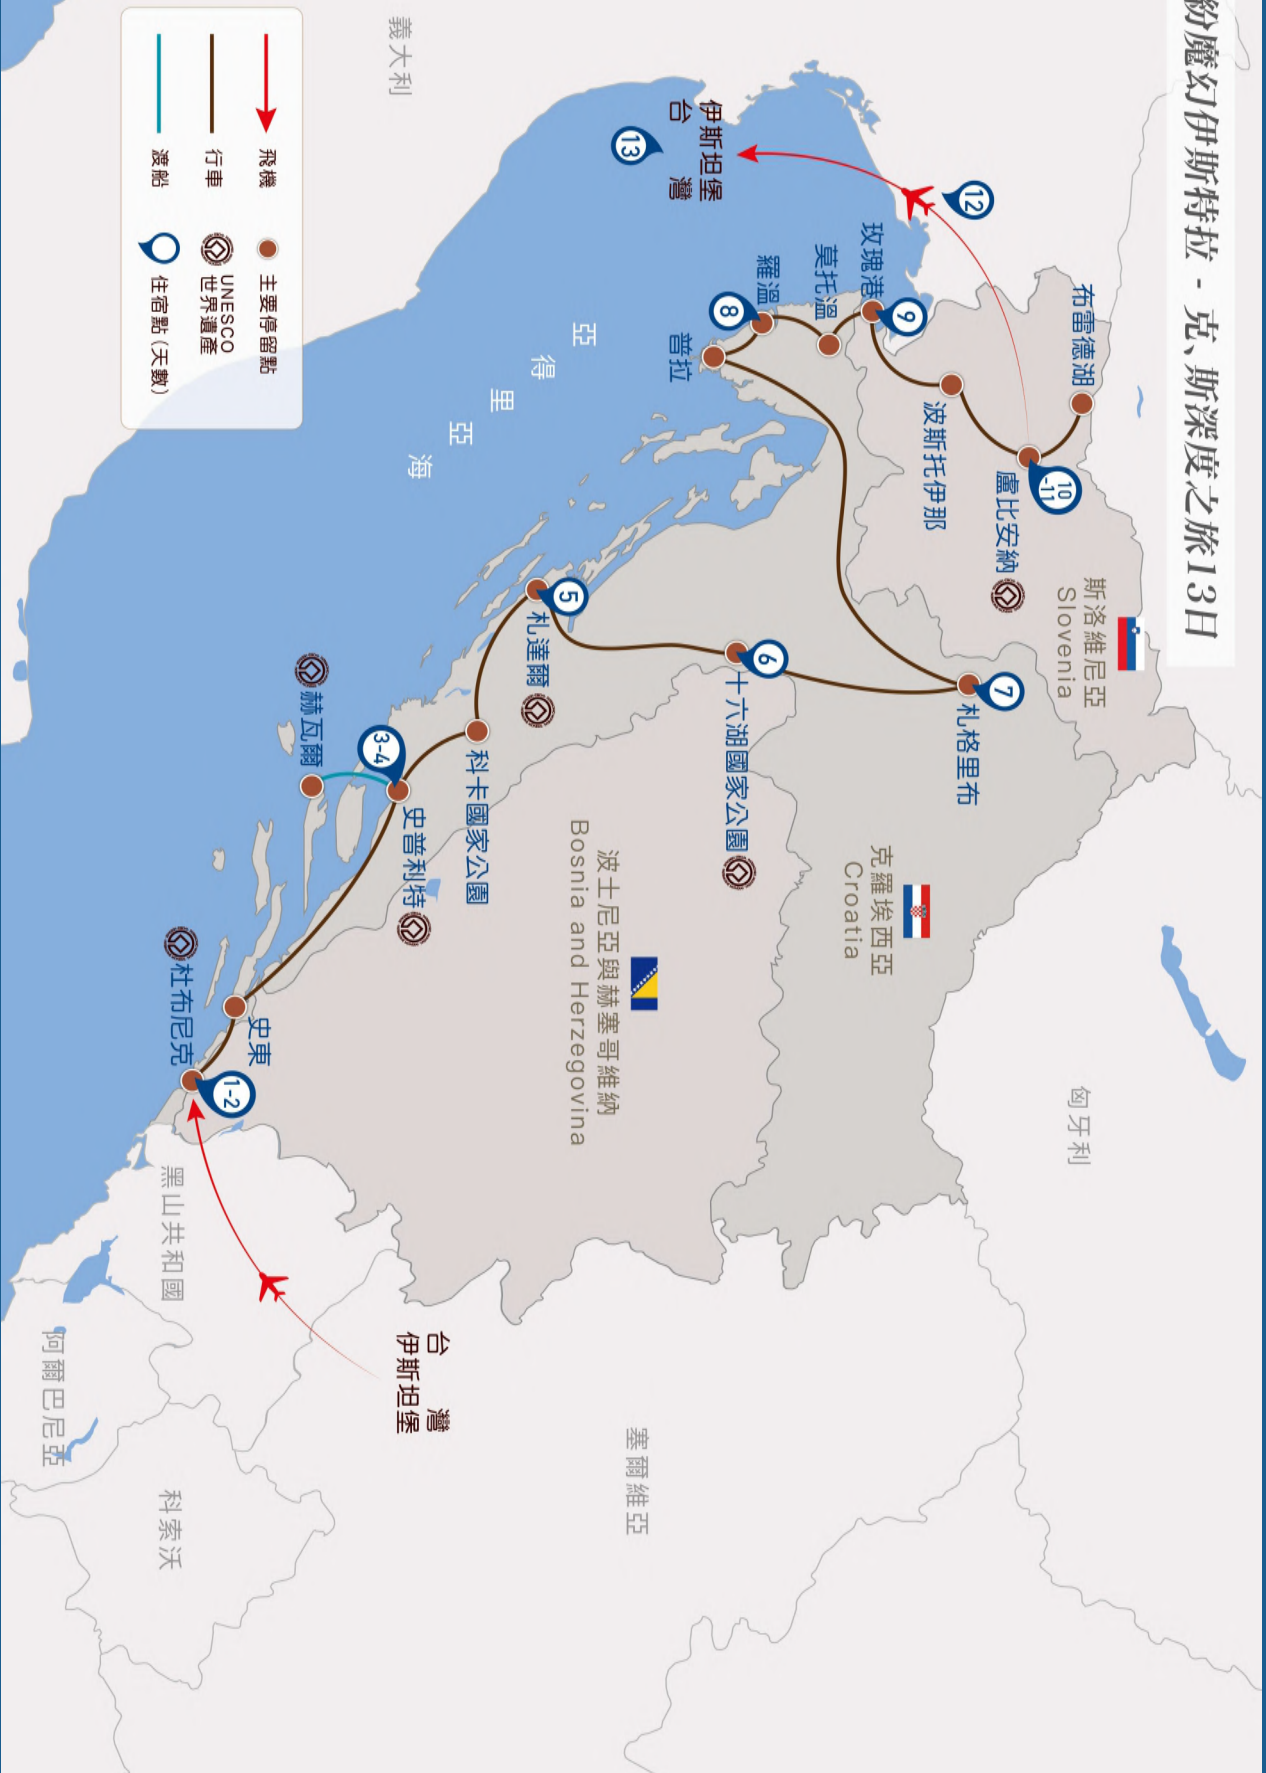 紛魔幻伊斯特拉 - 克、斯深度之旅13日
布雷德湖
12
10
-11
盧比安納
斯洛維尼亞
Slovenia
波斯托伊那
玫瑰港
9
莫托溫
羅溫
8
普拉
伊斯坦堡
台 灣
13
7
札格里布
克羅埃西亞
Croatia
匈牙利
6
十六湖國家公園
5
札達爾
科卡國家公園
波士尼亞與赫塞哥維納
Bosnia and Herzegovina
塞爾維亞
3-4
史普利特
赫瓦爾
史東
杜布尼克
1-2
台 灣
伊斯坦堡
黑山共和國
阿爾巴尼亞
科索沃
義大利
亞得里亞海
飛機
主要停留點
行車
UNESCO
世界遺產
渡船
住宿點(天數)